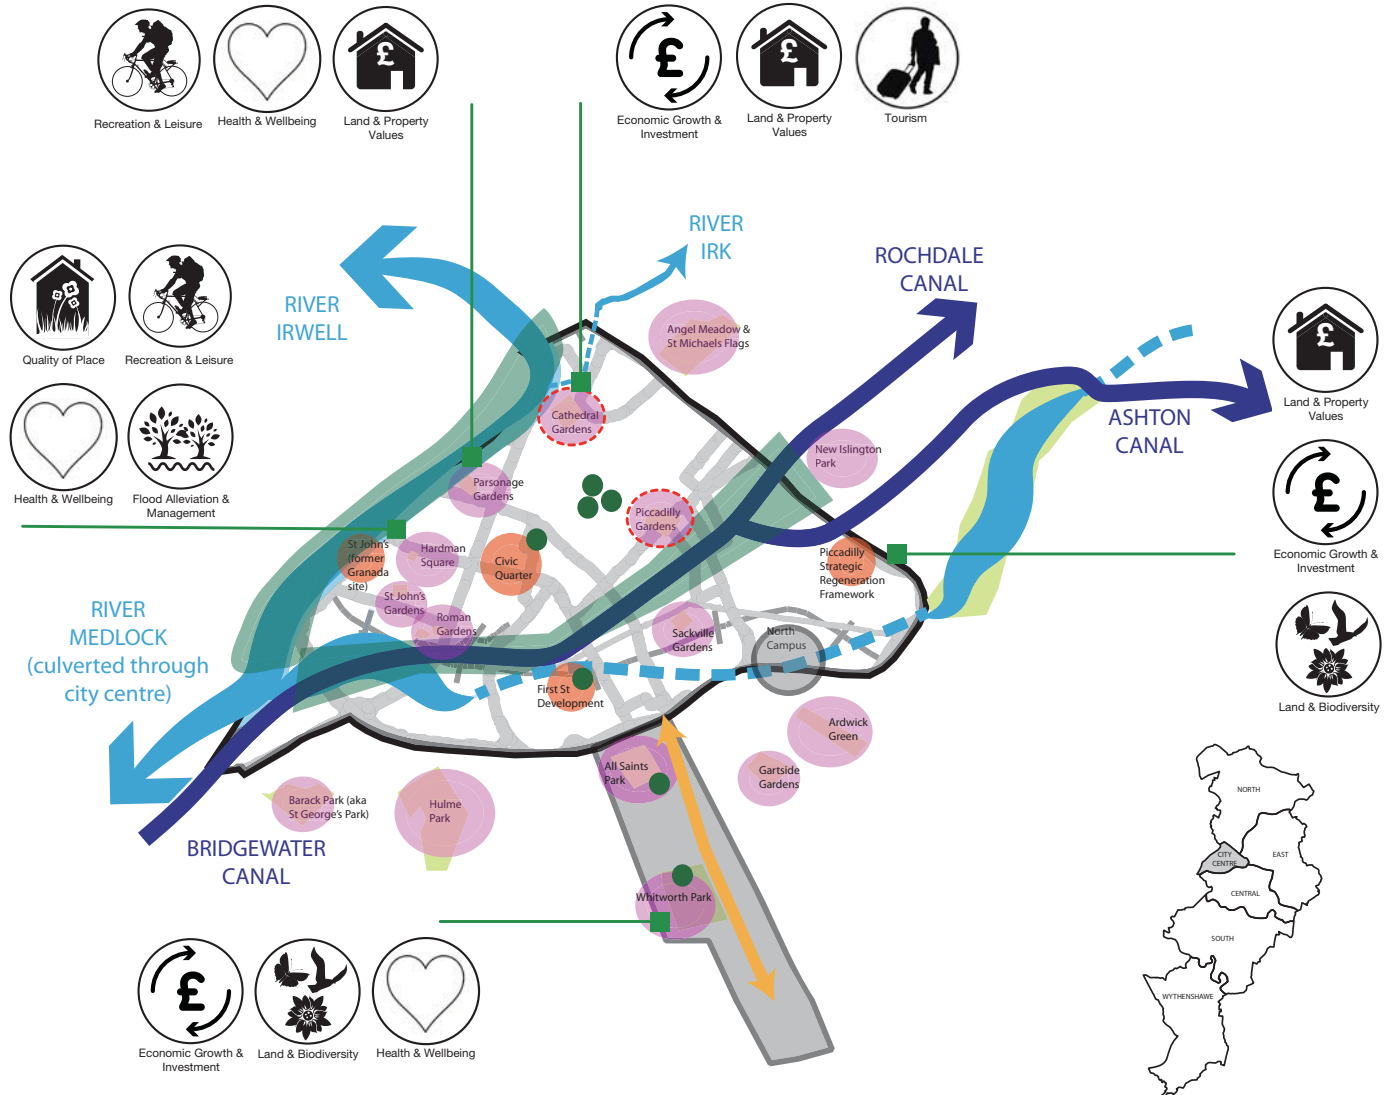 Recreation & Leisure
Health & Wellbeing
Land & Property
Values
Economic Growth &
Investment
Land & Property
Values
Tourism
RIVER
IRK
ROCHDALE
CANAL
RIVER
IRWELL
Quality of Place
Recreation & Leisure
Health & Wellbeing
Flood Alleviation &
Management
Angel Meadow &
St Michaels Flags
Cathedral
Gardens
New Islington
Park
ASHTON
CANAL
Land & Property
Values
Parsonage
Gardens
Piccadilly
Gardens
St John's
(former
Granada
site)
Hardman
Square
Civic
Quarter
Piccadilly
Strategic
Regeneration
Framework
Economic Growth &
Investment
St John's
Gardens
Roman
Gardens
Sackville
Gardens
North
Campus
RIVER
MEDLOCK
(culverted through
city centre)
First St
Development
Land & Biodiversity
Ardwick
Green
All Saints
Park
Gartside
Gardens
Barack Park (aka
St George's Park)
Hulme
Park
BRIDGEWATER
CANAL
Whitworth Park
Economic Growth &
Investment
Land & Biodiversity
Health & Wellbeing
NORTH
CITY
CENTRE
EAST
CENTRAL
SOUTH
WYTHENSHAWE
£
£
£
£
£
£